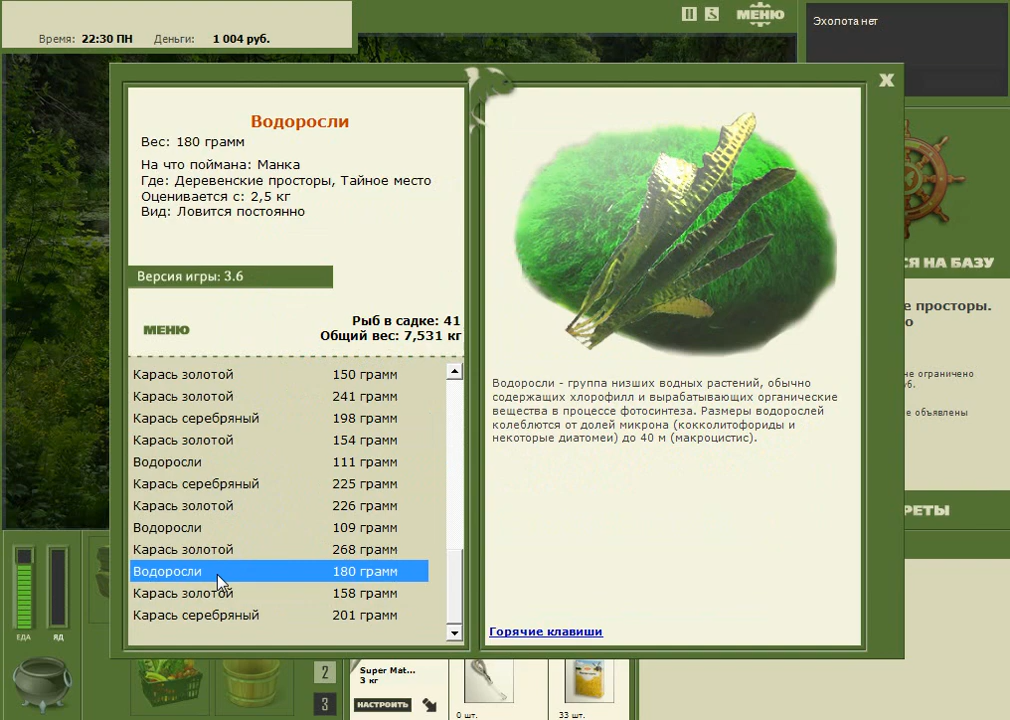 Время: 22:30 ПН Деньги: 1 004 руб.
МЕНЮ
Эхолота нет
X
Водоросли
Вес: 180 грамм
На что поймана: Манка
Где: Деревенские просторы, Тайное место
Оценивается с: 2,5 кг
Вид: Ловится постоянно
Версия игры: 3.6
МЕНЮ
Рыб в садке: 41
Общий вес: 7,531 кг
Карась золотой 150 грамм
Карась золотой 241 грамм
Карась серебряный 198 грамм
Карась золотой 154 грамм
Водоросли 111 грамм
Карась серебряный 225 грамм
Карась золотой 226 грамм
Водоросли 109 грамм
Карась золотой 268 грамм
Водоросли 180 грамм
Карась золотой 158 грамм
Карась серебряный 201 грамм
Водоросли - группа низших водных растений, обычно
содержащих хлорофилл и вырабатывающих органические
вещества в процессе фотосинтеза. Размеры водорослей
колеблются от долей микрона (кокколитофориды и
некоторые диатомеи) до 40 м (макроцистис).
Горячие клавиши
СЯ НА БАЗУ
е просторы.
о
не ограничено
уб.
е объявлены
РЕТЫ
ЕДА
ЯД
2
3
Super Mat...
3 кг
НАСТРОИТЬ
0 шт.
33 шт.